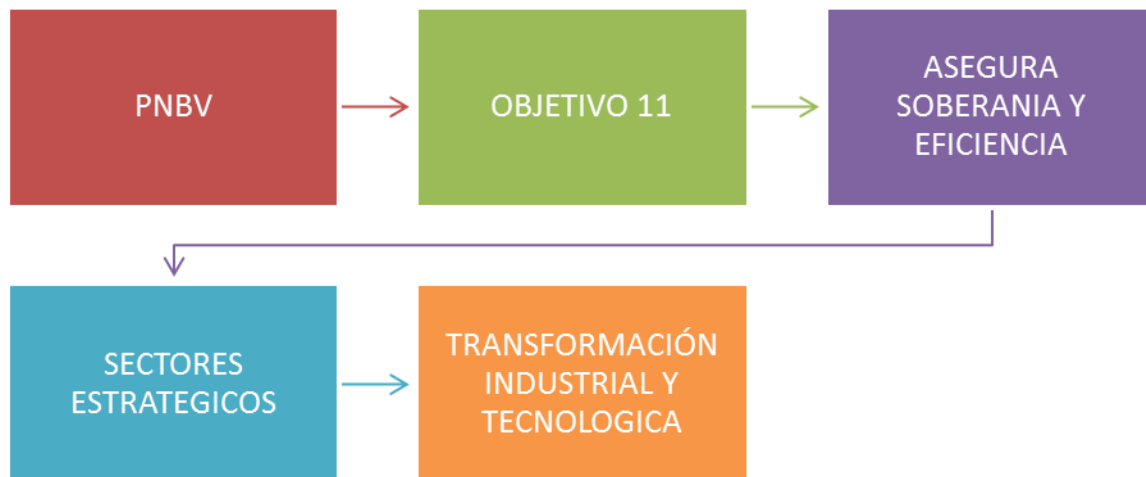 PNBV
OBJETIVO 11
ASEGURA
SOBERANIA Y
EFICIENCIA
SECTORES
ESTRATEGICOS
TRANSFORMACIÓN
INDUSTRIAL Y
TECNOLOGICA